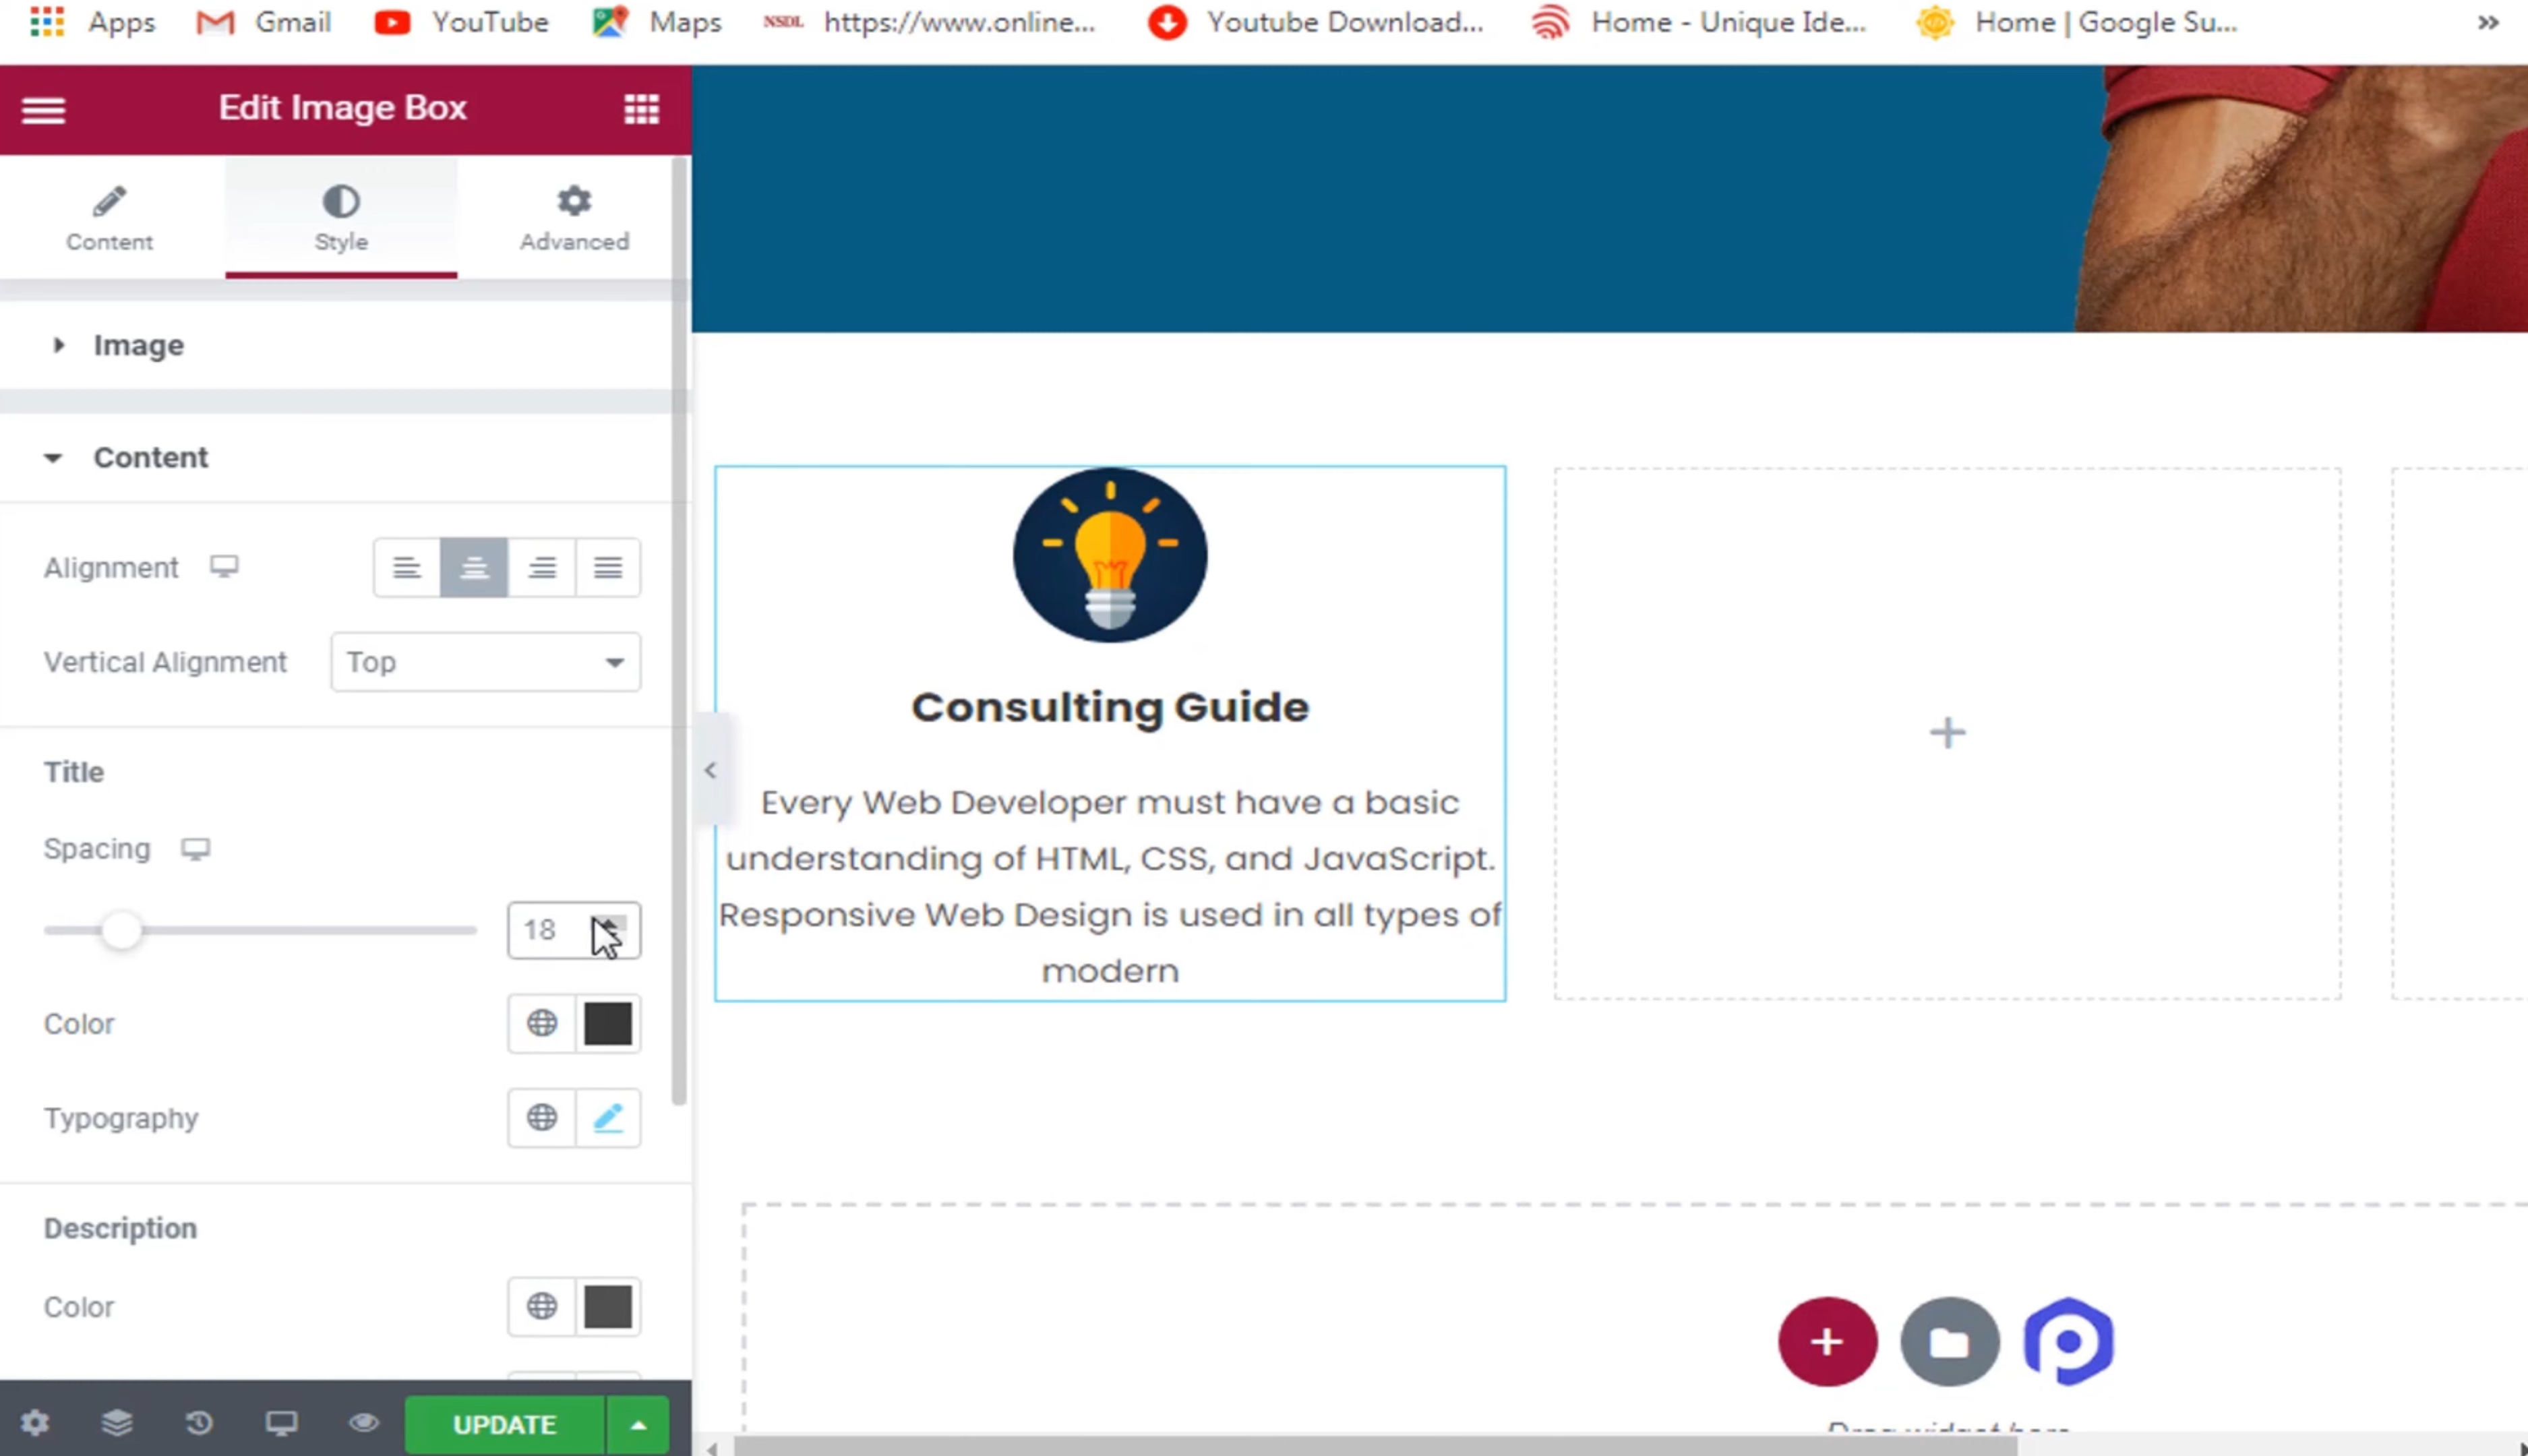 Apps Gmail YouTube Maps NSDL https://www.online... Youtube Download... Home - Unique Ide... Home | Google Su... »
Edit Image Box
Content Style Advanced
Image
Content
Alignment
Vertical Alignment Top
Title
Spacing
18
Color
Typography
Description
Color
UPDATE
Consulting Guide
Every Web Developer must have a basic
understanding of HTML, CSS, and JavaScript.
Responsive Web Design is used in all types of
modern
Drag widget here